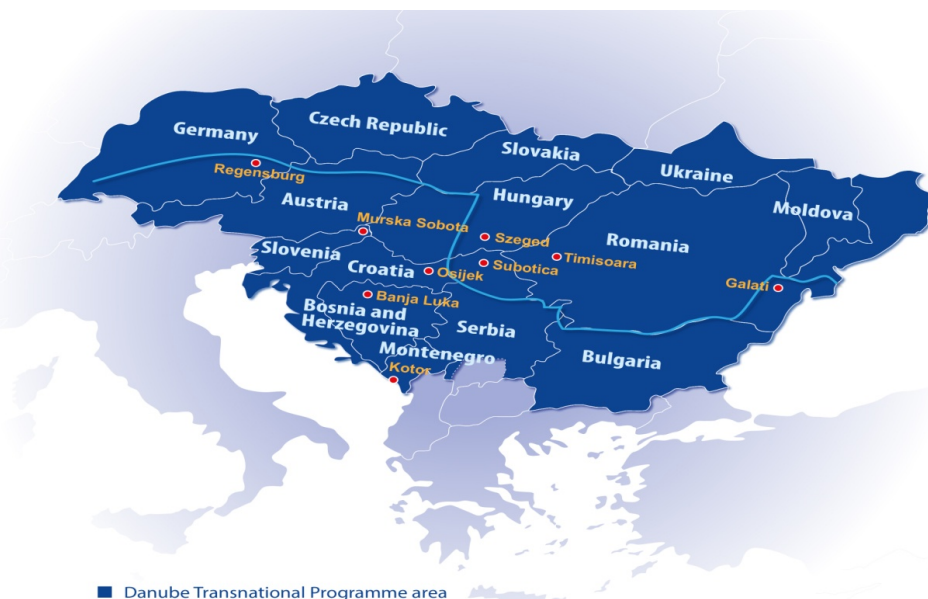 Czech Republic
Germany
Slovakia
Regensburg
Ukraine
Hungary
Austria
Moldova
Murska Sobota
Szegsd
Romania
Slovenia
Timisoara
Subotica
Croatia
Osijek
Galati
Banja Luka
Bosnia and
Herzegovina
Serbia
Montenegro
Bulgaria
Kotor
Danube Transnational Programme area